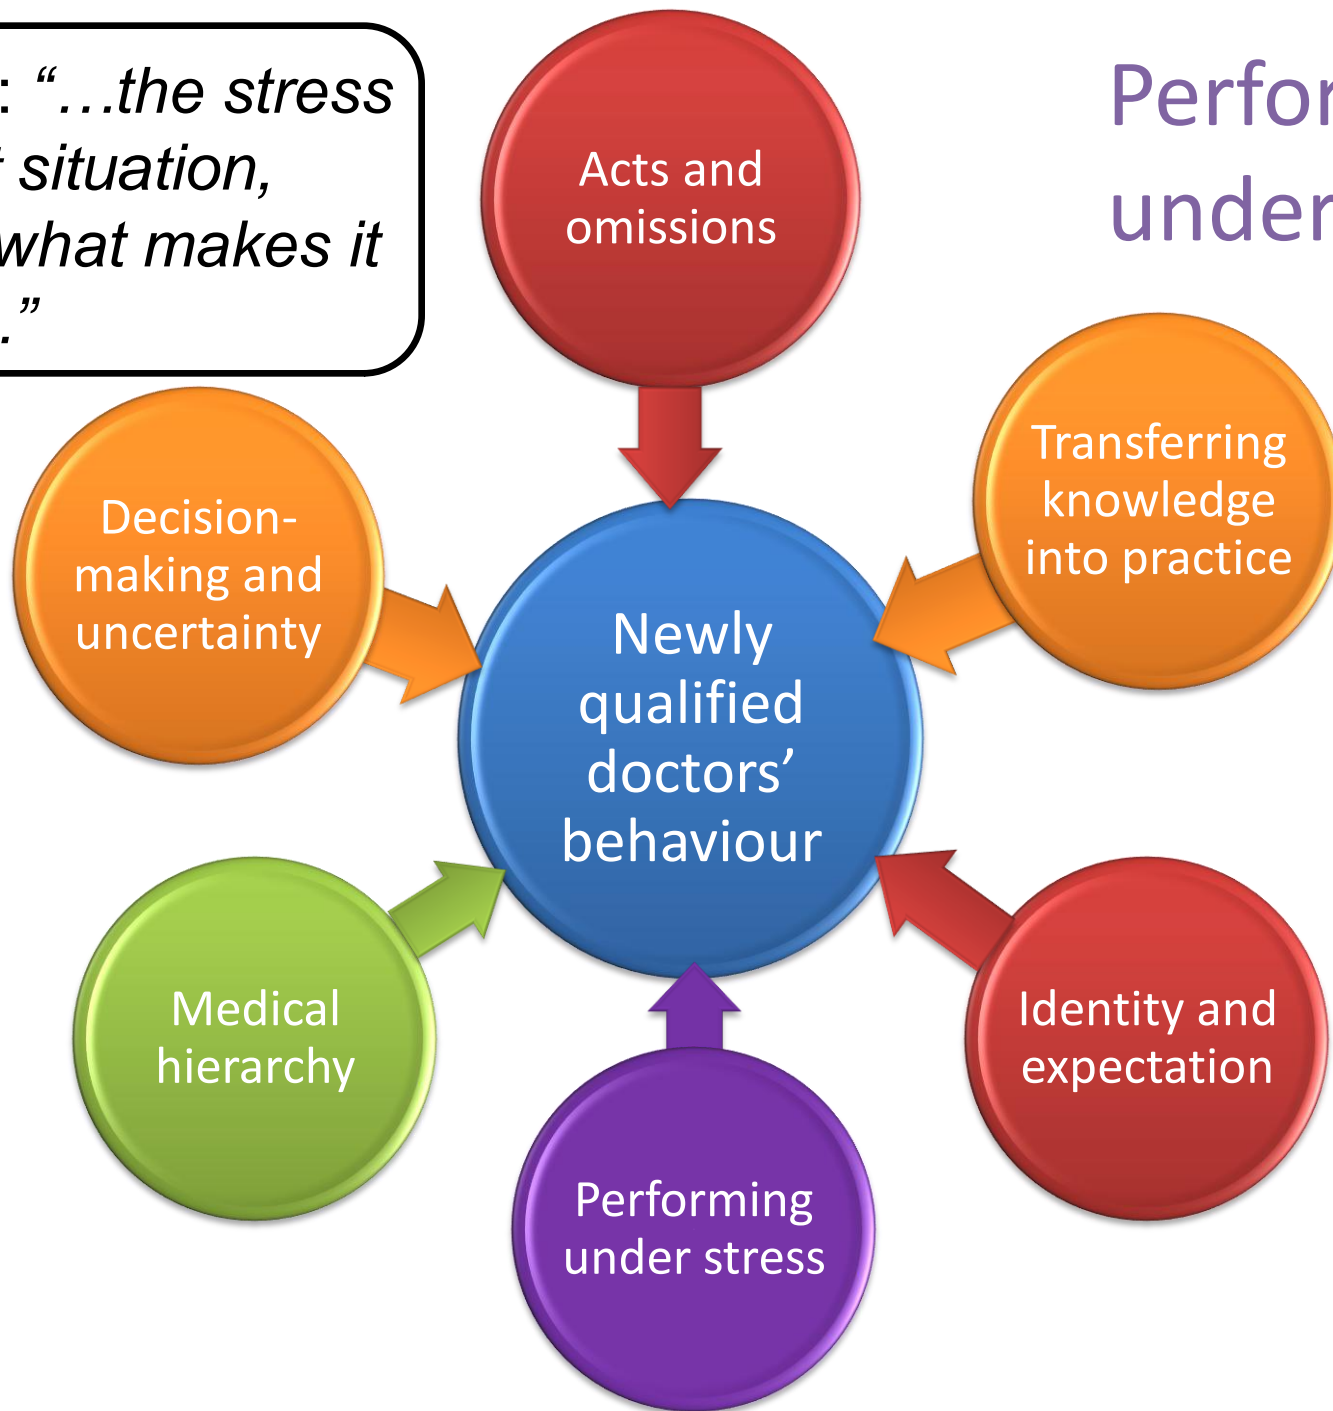 : “…the stress
situation,
what makes it
.”
Perfor
under
Acts and
omissions
Transferring
knowledge
into practice
Decision-
making and
uncertainty
Newly
qualified
doctors’
behaviour
Medical
hierarchy
Identity and
expectation
Performing
under stress